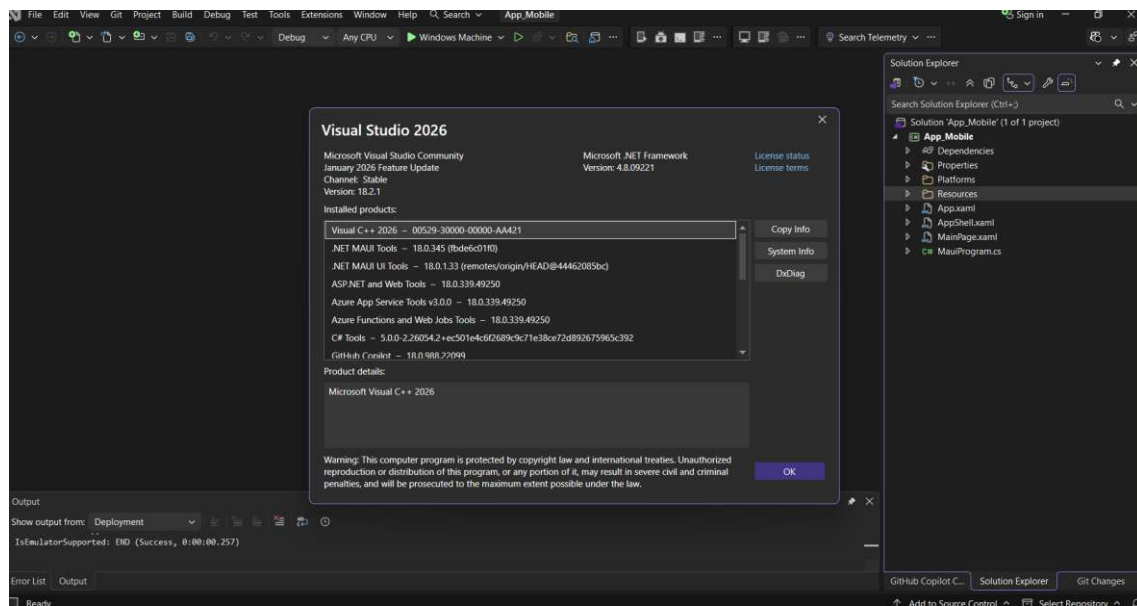 File Edit View Git Project Build Debug Test Tools Extensions Window Help Search App_Mobile Sign in
Debug Any CPU Windows Machine Search Telemetry
Visual Studio 2026
Microsoft Visual Studio Community
January 2026 Feature Update
Channel: Stable
Version: 18.2.1
Microsoft .NET Framework
Version: 4.8.09221
License status
License terms
Installed products:
Visual C++ 2026 – 00529-30000-00000-AA421
.NET MAUI Tools – 18.0.345 (fbde6c01f0)
.NET MAUI UI Tools – 18.0.1.33 (remotes/origin/HEAD@44462085bc)
ASP.NET and Web Tools – 18.0.339.49250
Azure App Service Tools v3.0.0 – 18.0.339.49250
Azure Functions and Web Jobs Tools – 18.0.339.49250
C# Tools – 5.0.0-2.26054.2+ec501e4c6f2689c9c71e38ce72d892675965c392
GitHub Copilot – 18.0.988.22099
Copy Info
System Info
DxDiag
Product details:
Microsoft Visual C++ 2026
Warning: This computer program is protected by copyright law and international treaties. Unauthorized
reproduction or distribution of this program, or any portion of it, may result in severe civil and criminal
penalties, and will be prosecuted to the maximum extent possible under the law.
OK
Solution Explorer
Search Solution Explorer (Ctrl+;)
Solution 'App_Mobile' (1 of 1 project)
App_Mobile
Dependencies
Properties
Platforms
Resources
App.xaml
AppShell.xaml
MainPage.xaml
C# MauiProgram.cs
Output
Show output from: Deployment
IsEmulatorSupported: END (Success, 0:00:00.257)
Error List Output
GitHub Copilot C... Solution Explorer Git Changes
Ready
Add to Source Control Select Repository